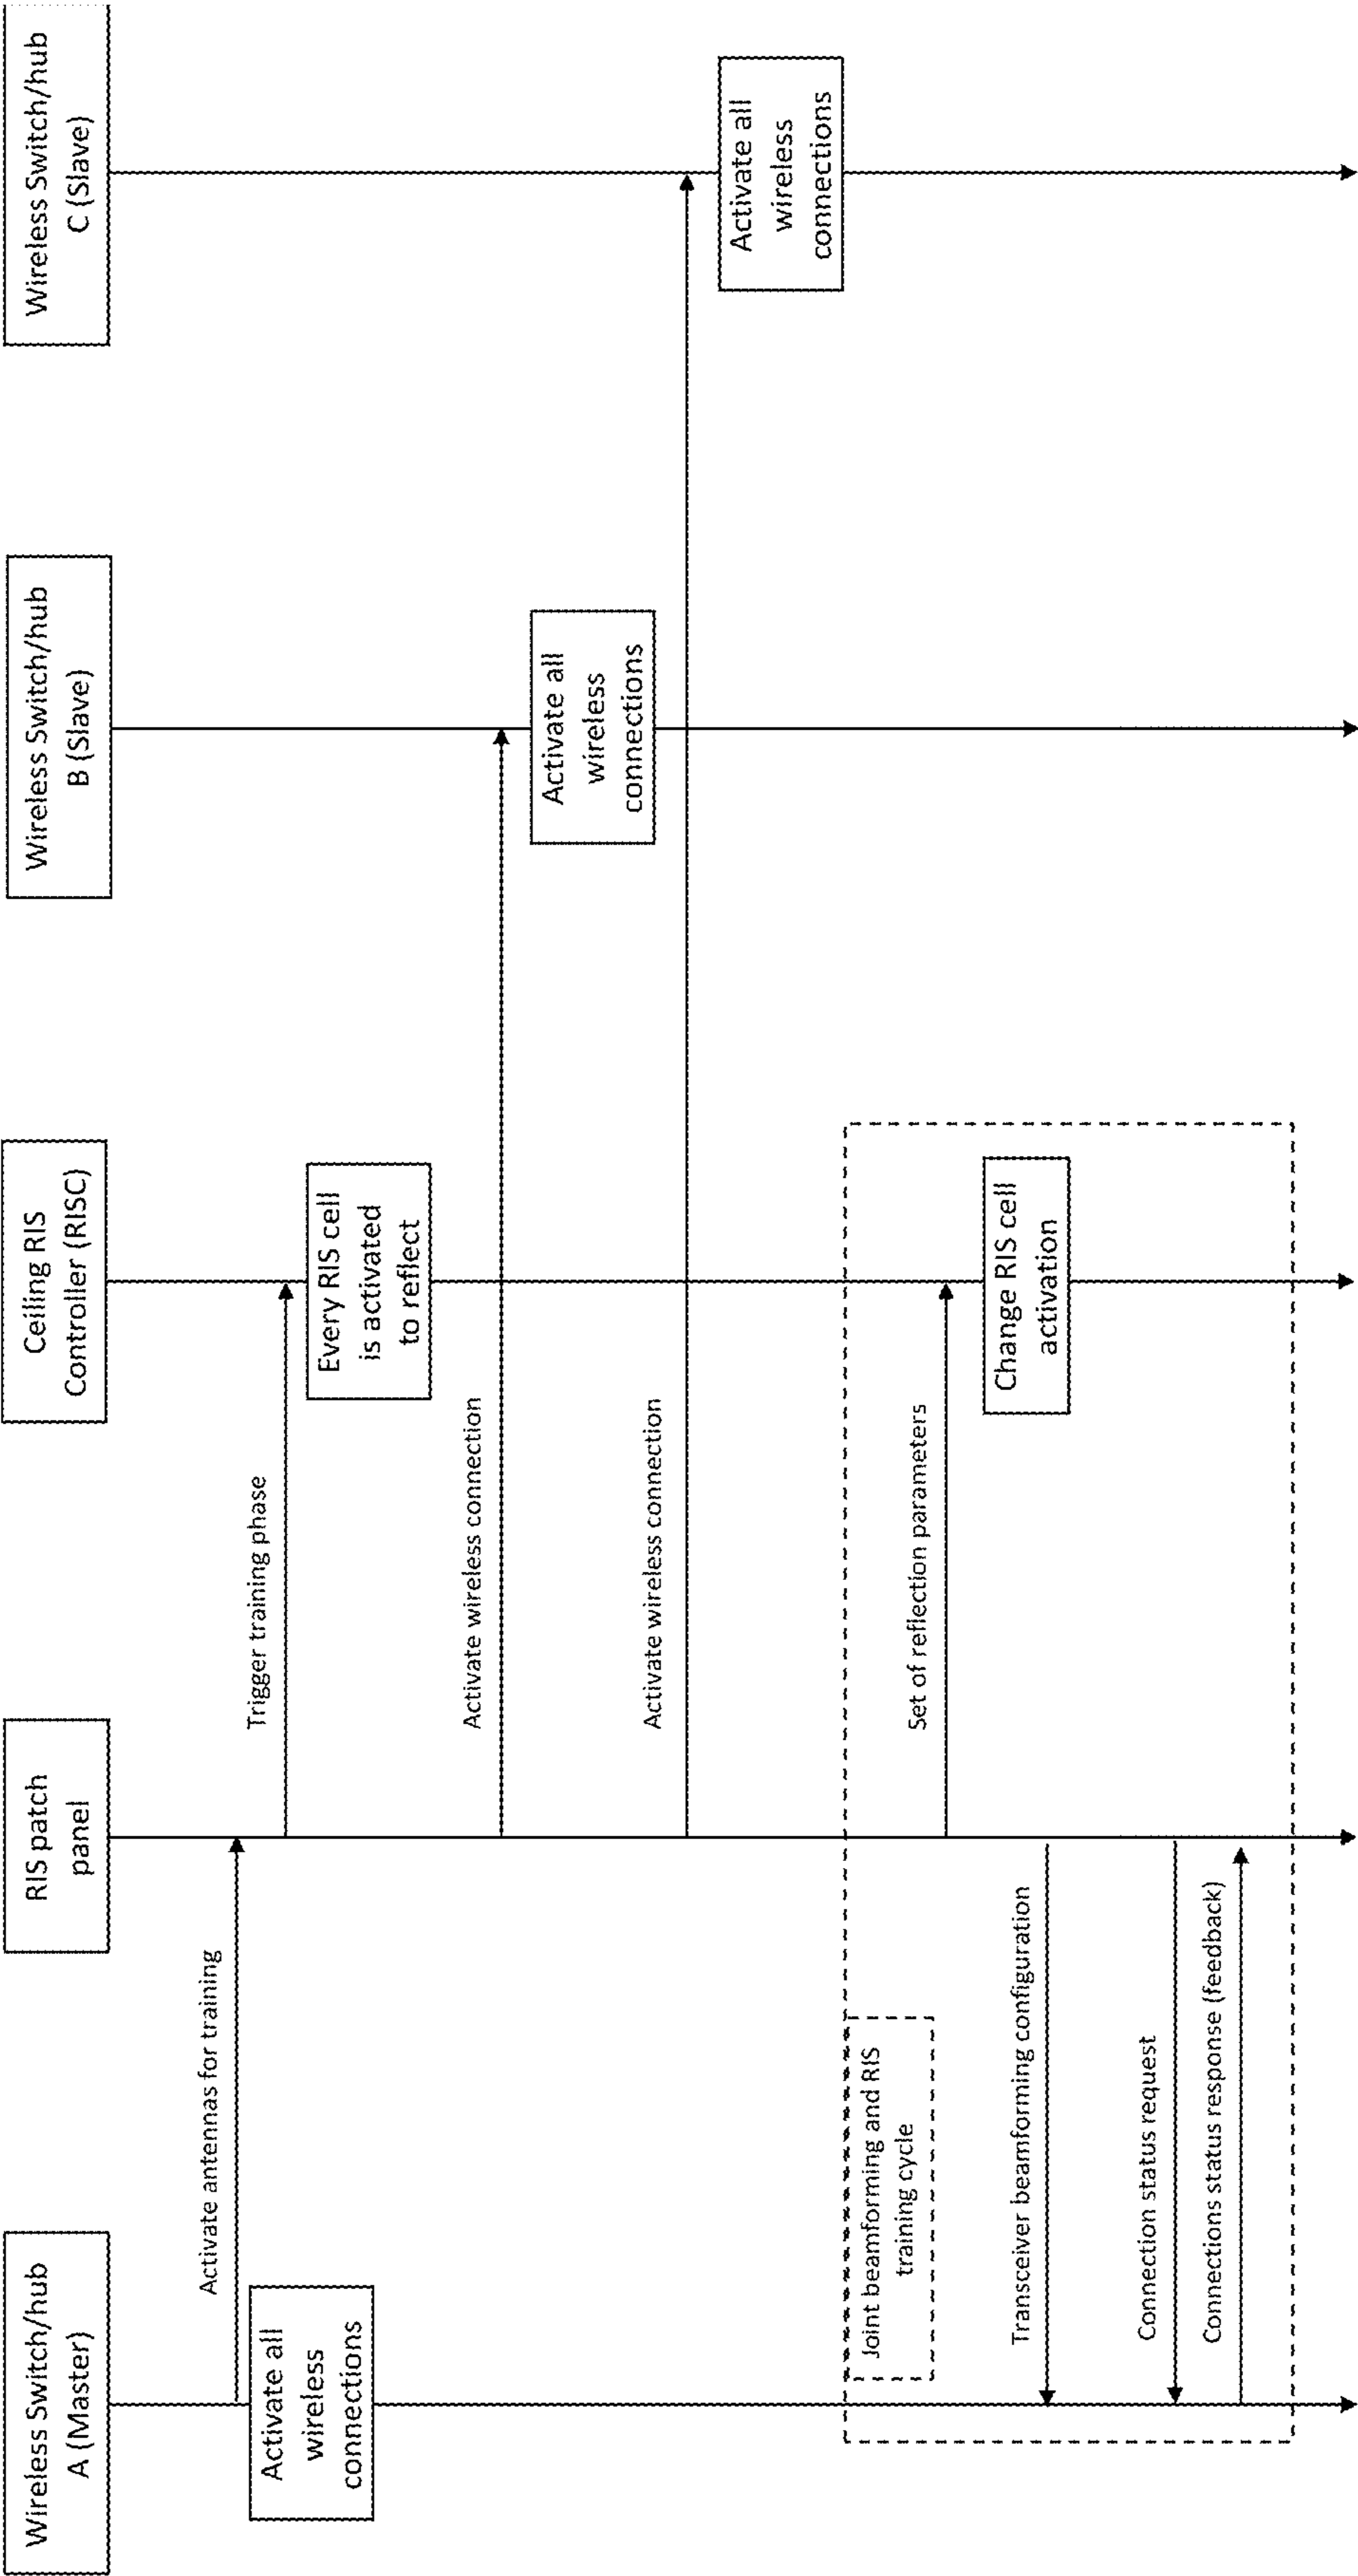 Wireless Switch/hub
A (Master)
RIS patch
panel
Ceiling RIS
Controller (RISC)
Wireless Switch/hub
B (Slave)
Wireless Switch/hub
C (Slave)
Activate antennas for training
Activate all
wireless
connections
Trigger training phase
Every RIS cell
is activated
to reflect
Activate wireless connection
Activate all
wireless
connections
Activate wireless connection
Activate all
wireless
connections
Joint beamforming and RIS
training cycle
Set of reflection parameters
Change RIS cell
activation
Transceiver beamforming configuration
Connection status request
Connections status response (feedback)